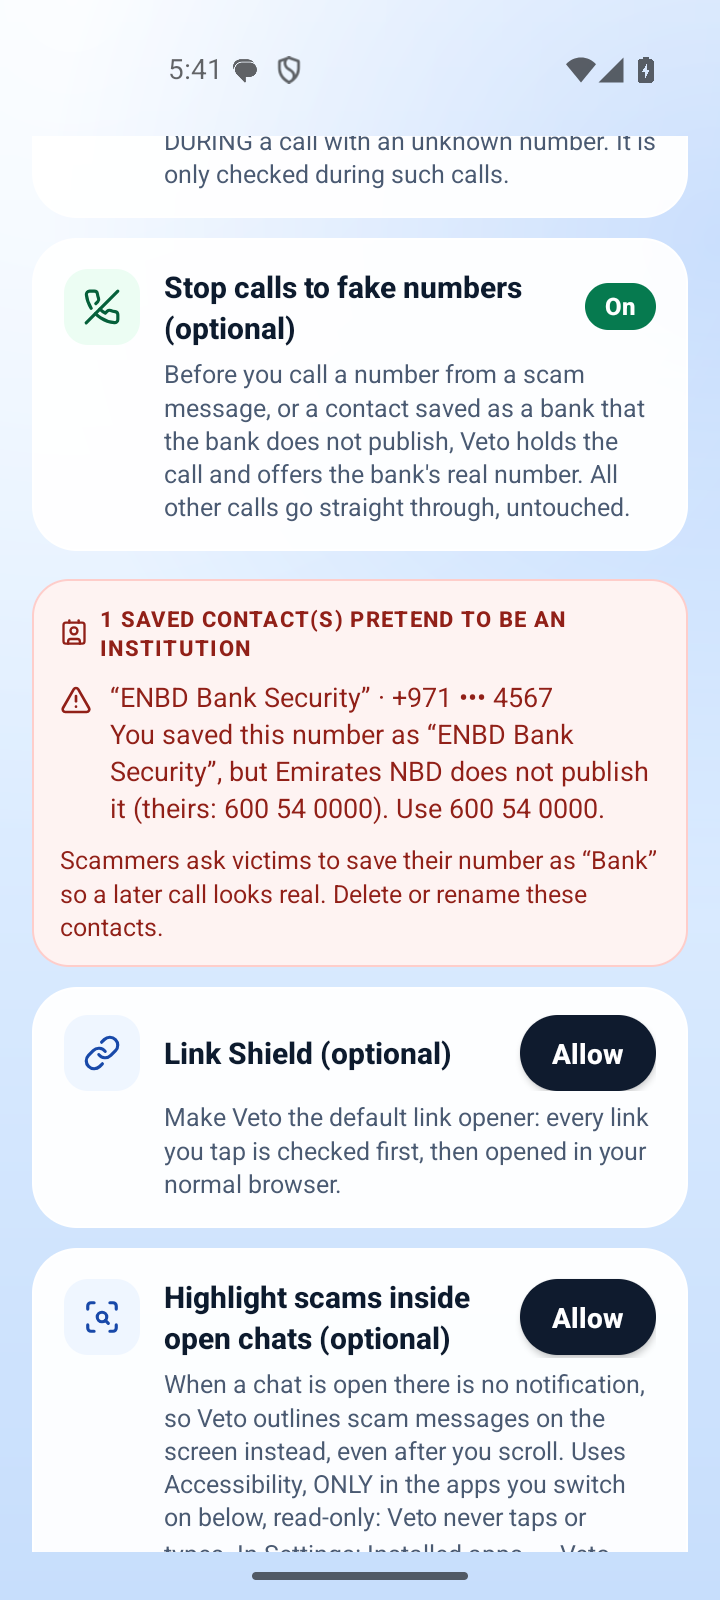 5:41
DURING a call with an unknown number. It is
only checked during such calls.
Stop calls to fake numbers
(optional)
On
Before you call a number from a scam
message, or a contact saved as a bank that
the bank does not publish, Veto holds the
call and offers the bank's real number. All
other calls go straight through, untouched.
1 SAVED CONTACT(S) PRETEND TO BE AN
INSTITUTION
“ENBD Bank Security” · +971 ••• 4567
You saved this number as “ENBD Bank
Security”, but Emirates NBD does not publish
it (theirs: 600 54 0000). Use 600 54 0000.
Scammers ask victims to save their number as “Bank”
so a later call looks real. Delete or rename these
contacts.
Link Shield (optional)
Allow
Make Veto the default link opener: every link
you tap is checked first, then opened in your
normal browser.
Highlight scams inside
open chats (optional)
Allow
When a chat is open there is no notification,
so Veto outlines scam messages on the
screen instead, even after you scroll. Uses
Accessibility, ONLY in the apps you switch
on below, read-only: Veto never taps or
types. In Settings: Installed apps → Veto